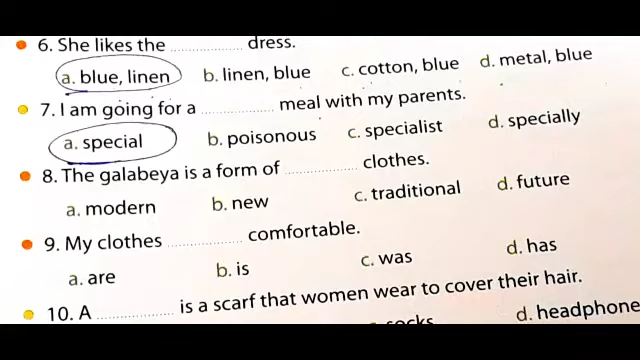 6. She likes the .................... dress.
a. blue, linen b. linen, blue c. cotton, blue d. metal, blue
7. I am going for a .................... meal with my parents.
a. special b. poisonous c. specialist d. specially
8. The galabeya is a form of .................... clothes.
a. modern b. new c. traditional d. future
9. My clothes .................... comfortable.
a. are b. is c. was d. has
10. A .................... is a scarf that women wear to cover their hair.
socks d. headphone